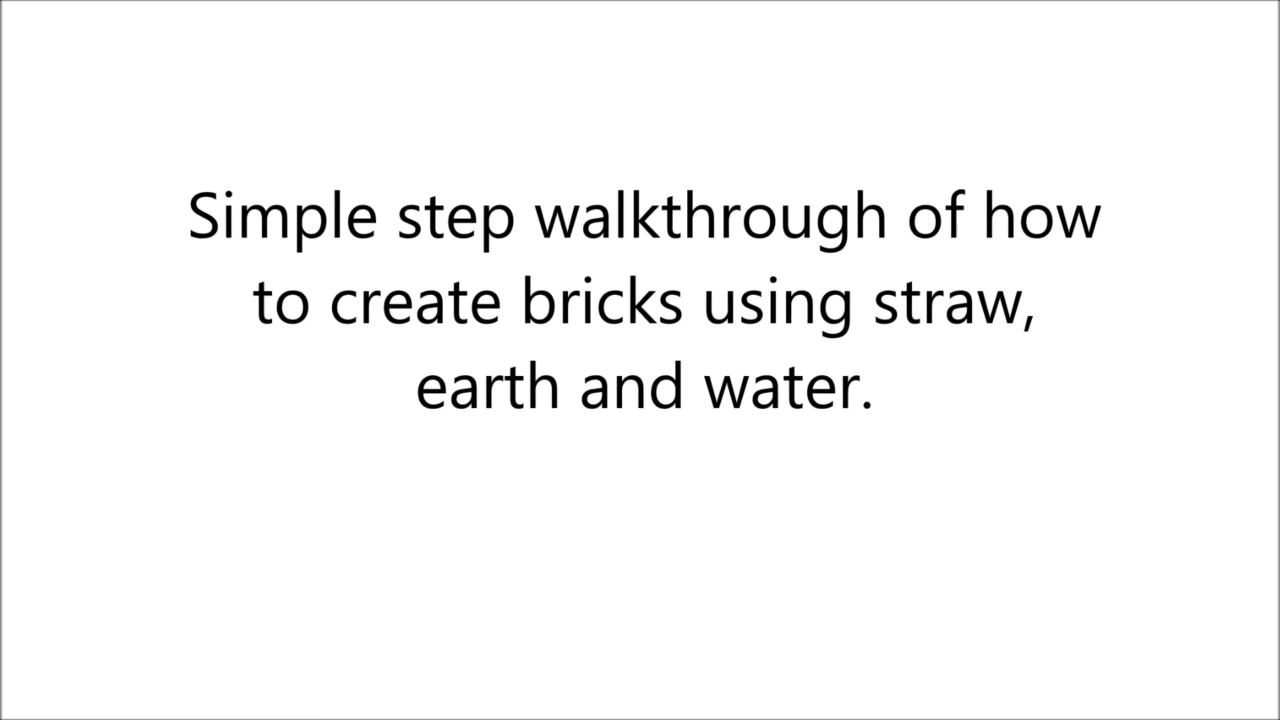 Simple step walkthrough of how
to create bricks using straw,
earth and water.